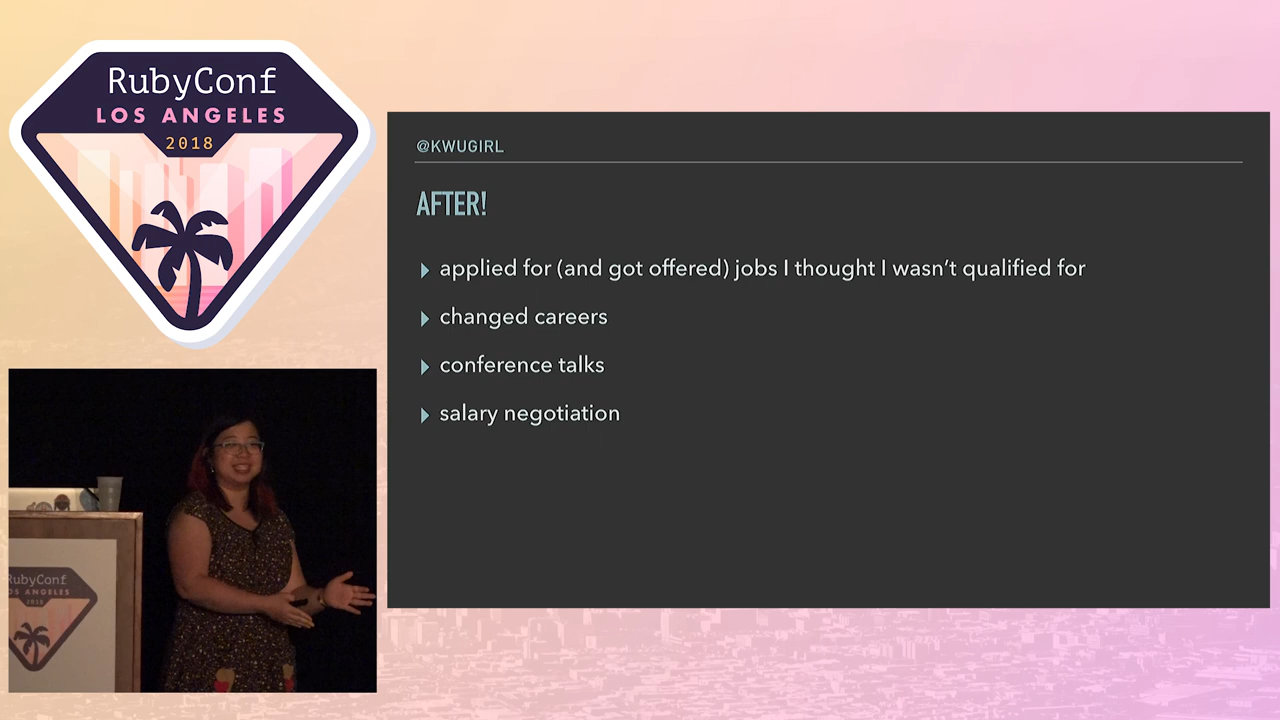 RubyConf
LOS ANGELES
2018
@KWUGIRL
AFTER!
applied for (and got offered) jobs I thought I wasn't qualified for
changed careers
conference talks
salary negotiation
RubyConf
LOS ANGELES
2018